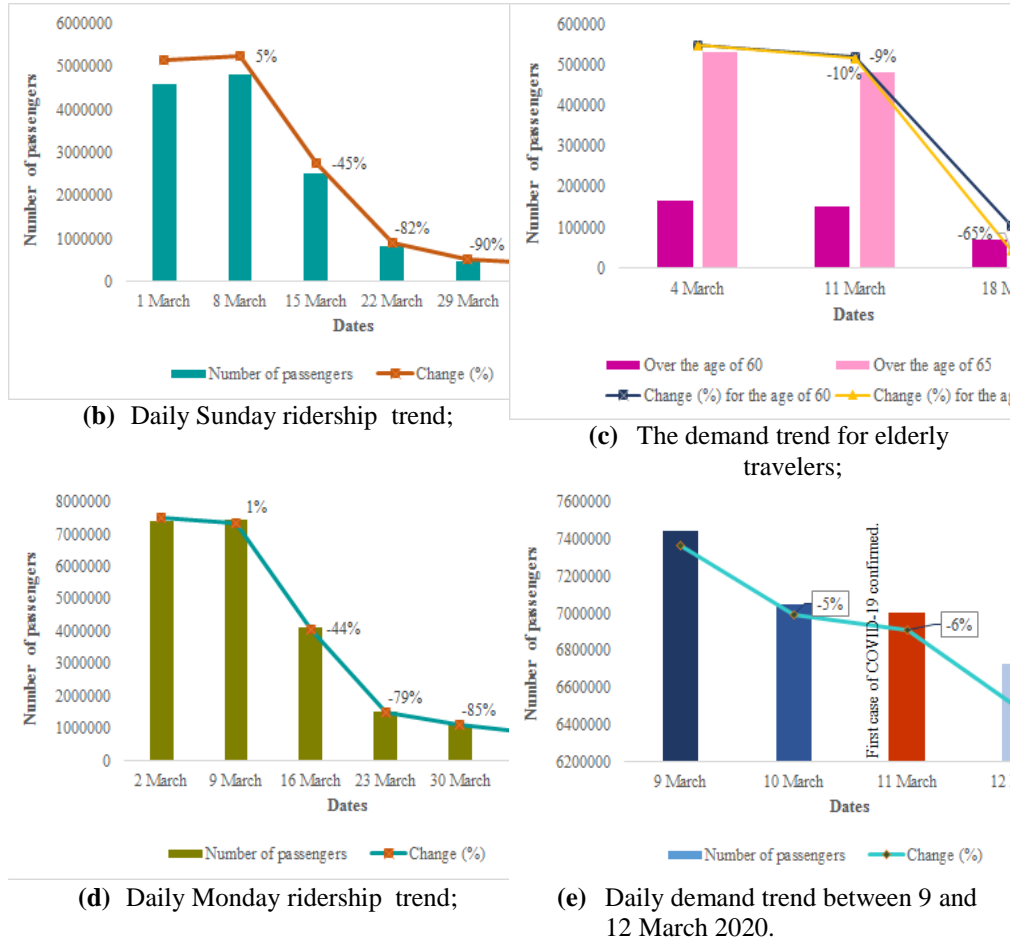 6000000
5000000
4000000
3000000
2000000
1000000
0
Number of passengers
5%
-45%
-82%
-90%
1 March 8 March 15 March 22 March 29 March
Dates
Number of passengers Change (%)
(b) Daily Sunday ridership trend;
600000
500000
400000
300000
200000
100000
0
Number of passengers
-9%
-10%
-65%
4 March 11 March 18 M
Dates
Over the age of 60 Over the age of 65
Change (%) for the age of 60 Change (%) for the ag
(c) The demand trend for elderly
travelers;
8000000
7000000
6000000
5000000
4000000
3000000
2000000
1000000
0
Number of passengers
1%
-44%
-79%
-85%
2 March 9 March 16 March 23 March 30 March
Dates
Number of passengers Change (%)
(d) Daily Monday ridership trend;
7600000
7400000
7200000
7000000
6800000
6600000
6400000
6200000
Number of passengers
-5%
First case of COVIID-19 confirmed.
-6%
9 March 10 March 11 March 12
Dates
Number of passengers Change (%)
(e) Daily demand trend between 9 and
12 March 2020.